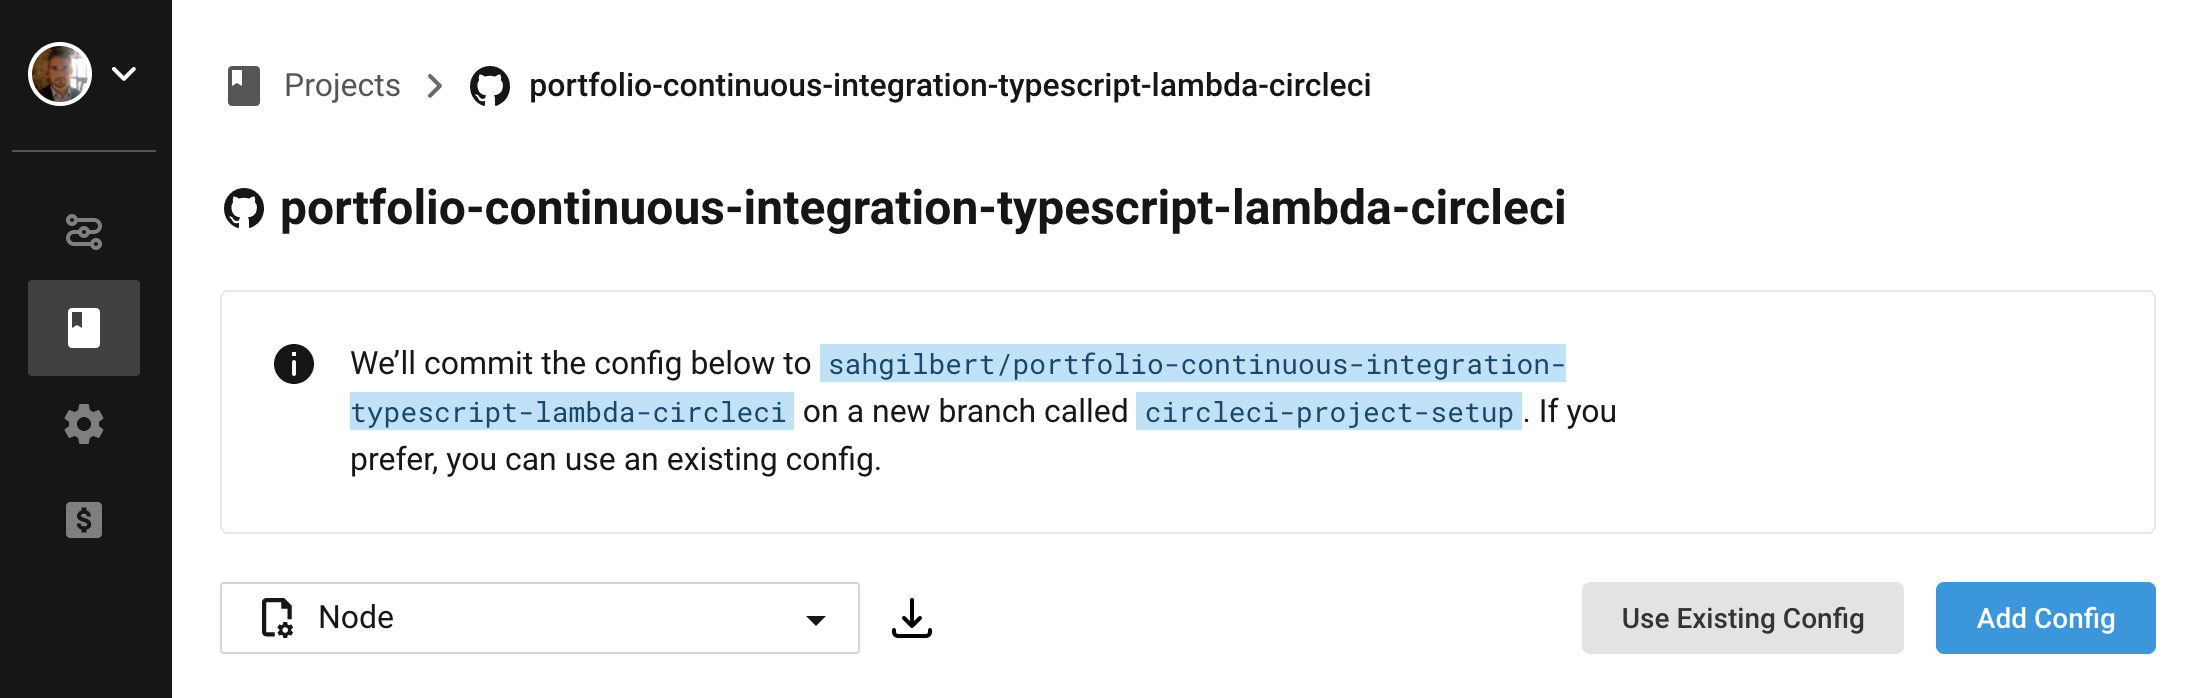 Projects > portfolio-continuous-integration-typescript-lambda-circleci
portfolio-continuous-integration-typescript-lambda-circleci
We’ll commit the config below to sahgilbert/portfolio-continuous-integration-
typescript-lambda-circleci on a new branch called circleci-project-setup. If you
prefer, you can use an existing config.
Node
Use Existing Config
Add Config
$